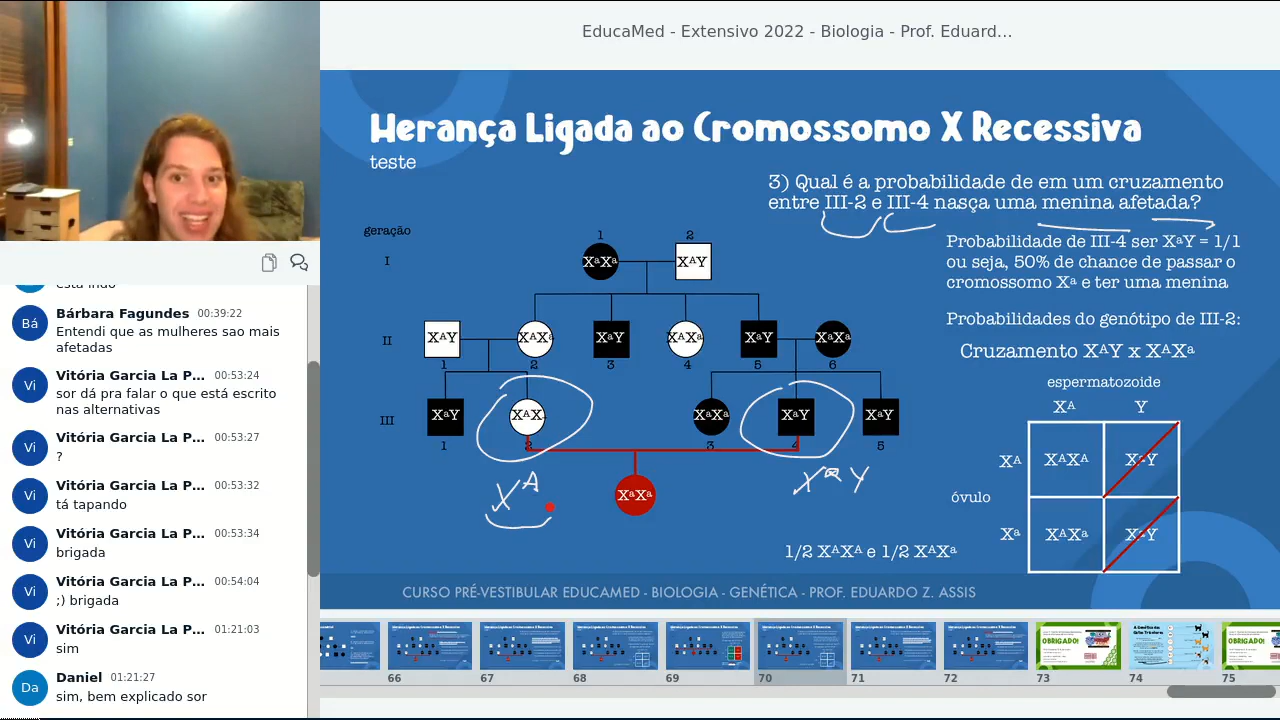 EducaMed - Extensivo 2022 - Biologia - Prof. Eduard...
Herança Ligada ao Cromossomo X Recessiva
teste
3) Qual é a probabilidade de em um cruzamento
entre III-2 e III-4 nasça uma menina afetada?
Probabilidade de III-4 ser XᵃY = 1/1
ou seja, 50% de chance de passar o
cromossomo Xᵃ e ter uma menina
Probabilidades do genótipo de III-2:
Cruzamento XᴬY x XᴬXᵃ
espermatozoide
Xᴬ Y
Xᴬ XᴬXᴬ XᴬY
óvulo
Xᵃ XᴬXᵃ XᵃY
1/2 XᴬXᴬ e 1/2 XᴬXᵃ
geração
1 2
I XᵃXᵃ XᴬY
II XᴬY XᴬXᵃ XᵃY XᴬXᵃ XᵃY XᵃXᵃ
1 2 3 4 5 6
III XᵃY XᴬX XᵃXᵃ XᵃY XᵃY
1 2 3 4 5
XᵃXᵃ
Xᴬ
XᵃY
CURSO PRÉ-VESTIBULAR EDUCAMED - BIOLOGIA - GENÉTICA - PROF. EDUARDO Z. ASSIS
está indo
Bá
Bárbara Fagundes 00:39:22
Entendi que as mulheres sao mais
afetadas
Vi
Vitória Garcia La P... 00:53:24
sor dá pra falar o que está escrito
nas alternativas
Vi
Vitória Garcia La P... 00:53:27
?
Vi
Vitória Garcia La P... 00:53:32
tá tapando
Vi
Vitória Garcia La P... 00:53:34
brigada
Vi
Vitória Garcia La P... 00:54:04
;) brigada
Vi
Vitória Garcia La P... 01:21:03
sim
Da
Daniel 01:21:27
sim, bem explicado sor
OBRIGADO!
OBRIGADO!
66 67 68 69 70 71 72 73 74 75